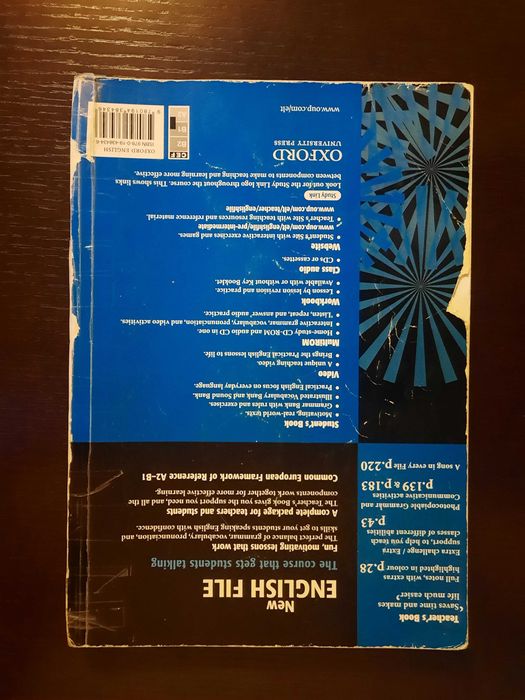 New
ENGLISH FILE
The course that gets students talking
Fun motivating lessons that work
The perfect balance of grammar, vocabulary, pronunciation, and
skills to get your students speaking English with confidence.
A complete package for teachers and students
The Teacher's Book gives you the support you need, and all the
components work together for more effective learning.
Common European Framework of Reference A2-B1
Teacher's Book
'Saves time and makes
life much easier'
Full notes, with extras
highlighted in colour p.28
Extra challenge / Extra
support, to help you teach
classes of different abilities
p.43
Photocopiable Grammar and
Communicative activities
p.139 & p.183
A song in every File p.220
Student's Book
• Motivating, real-world texts.
• Grammar Bank with rules and exercises.
• Illustrated Vocabulary Bank and Sound Bank.
• Practical English focus on everyday language.
Video
• A unique teaching video.
• Brings the Practical English lessons to life.
MultiROM
• Home-study CD-ROM and audio CD in one.
• Interactive grammar, vocabulary, pronunciation, and video activities.
• Listen, repeat, and answer audio practice.
Workbook
• Lesson by lesson revision and practice.
• Available with or without Key Booklet.
Class audio
• CDs or cassettes.
Website
• Student's Site with interactive exercises and games.
www.oup.com/elt/englishfile/pre-intermediate
• Teacher's Site with teaching resources and reference material.
www.oup.com/elt/teacher/englishfile
Study Link
Look out for the Study Link logo throughout the course. This shows links
between components to make teaching and learning more effective.
OXFORD
UNIVERSITY PRESS
www.oup.com/elt
CEF
B2
B1
OXFORD ENGLISH
ISBN 978-0-19-438434-6
9 780194 384346